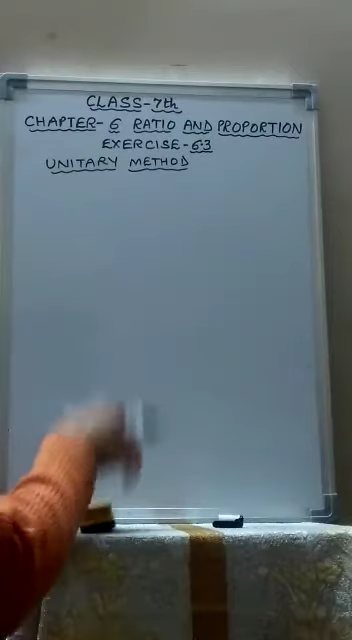 CLASS-7th
CHAPTER- 6 RATIO AND PROPORTION
EXERCISE-6.3
UNITARY METHOD